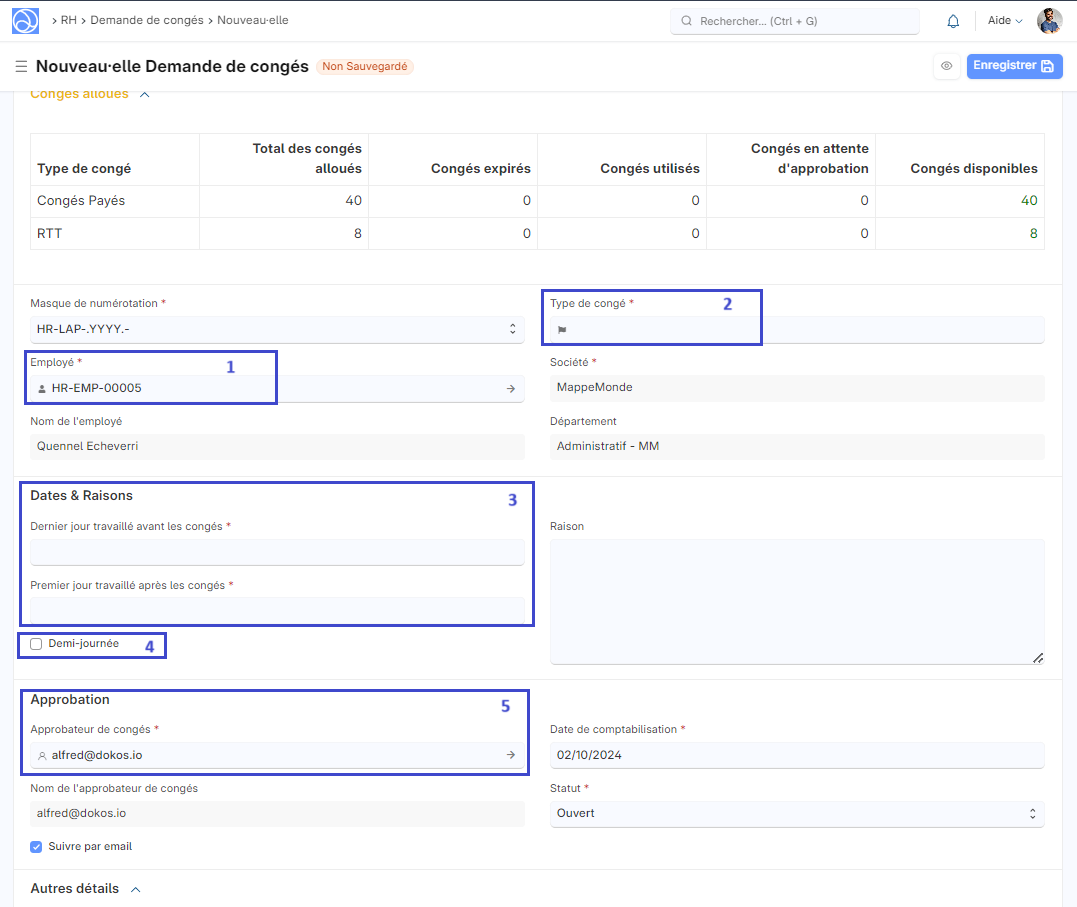 › RH › Demande de congés › Nouveau·elle
Rechercher... (Ctrl + G)
Aide
Nouveau·elle Demande de congés
Non Sauvegardé
Enregistrer
Congés alloués
Type de congé
Total des congés alloués
Congés expirés
Congés utilisés
Congés en attente d'approbation
Congés disponibles
Congés Payés 40 0 0 0 40
RTT 8 0 0 0 8
Masque de numérotation *
HR-LAP-.YYYY.-
Type de congé *
2
Employé *
1
HR-EMP-00005
Société *
MappeMonde
Nom de l'employé
Quennel Echeverri
Département
Administratif - MM
Dates & Raisons
3
Dernier jour travaillé avant les congés *
Premier jour travaillé après les congés *
Raison
Demi-journée
4
Approbation
5
Approbateur de congés *
alfred@dokos.io
Date de comptabilisation *
02/10/2024
Nom de l'approbateur de congés
alfred@dokos.io
Statut *
Ouvert
Suivre par email
Autres détails